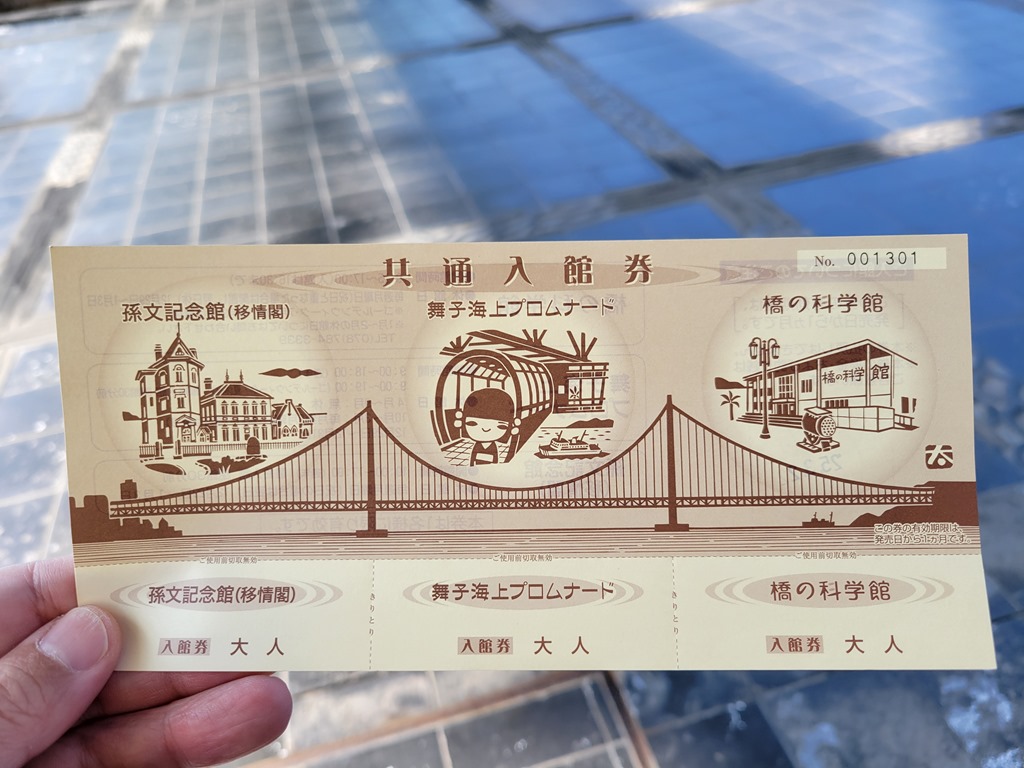 共通入館券
No. 001301
孫文記念館(移情閣)
舞子海上プロムナード
橋の科学館
橋の科学館
この券の有効期限は、
発売日から1ヵ月です。
ご使用前切取無効
ご使用前切取無効
ご使用前切取無効
孫文記念館(移情閣)
きりとり
舞子海上プロムナード
きりとり
橋の科学館
入館券 大人
入館券 大人
入館券 大人